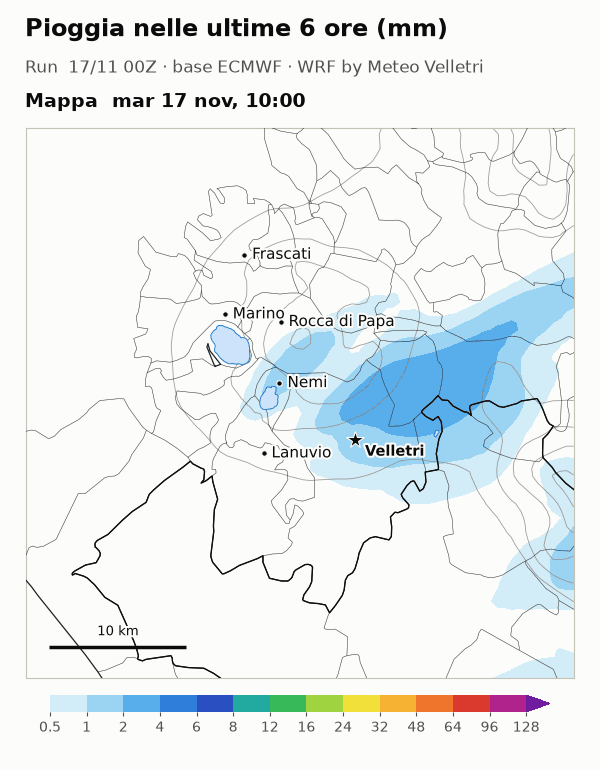 Pioggia nelle ultime 6 ore (mm)
Run  17/11 00Z · base ECMWF · WRF by Meteo Velletri
Mappa  mar 17 nov, 10:00
Frascati
Marino
Rocca di Papa
Nemi
Velletri
Lanuvio
10 km
0.5 1 2 4 6 8 12 16 24 32 48 64 96 128